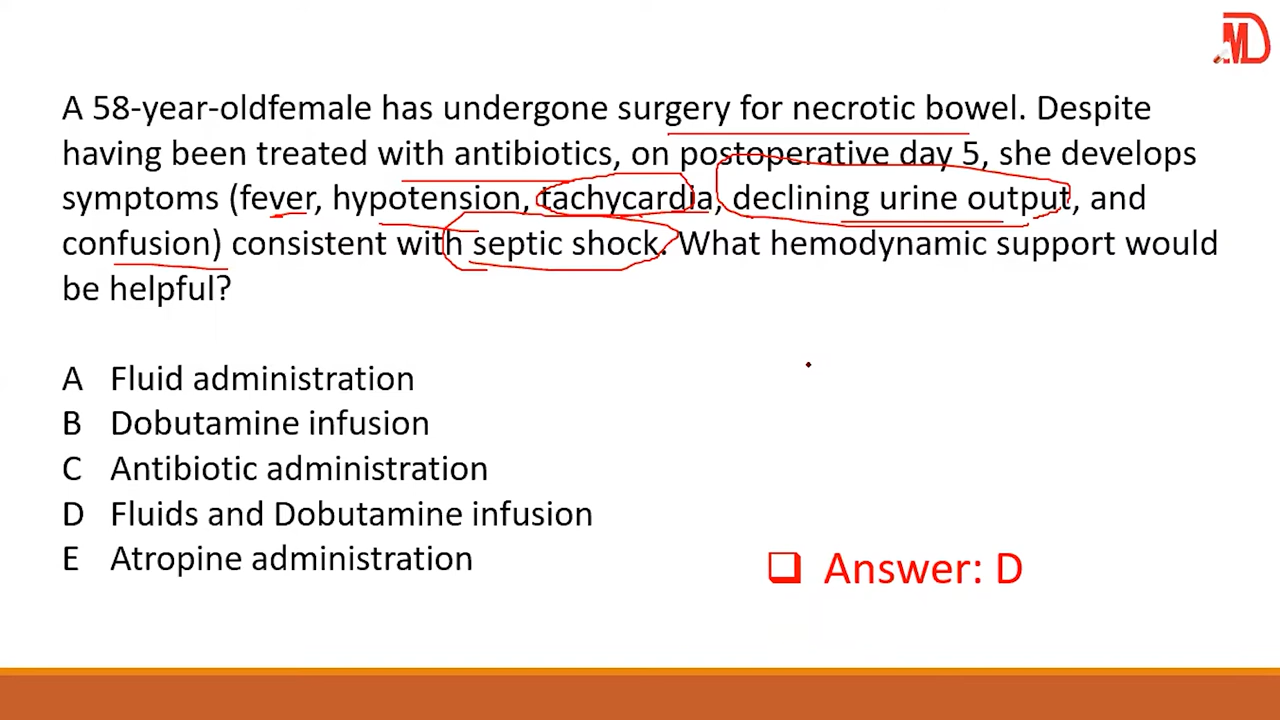 MD
A 58-year-oldfemale has undergone surgery for necrotic bowel. Despite
having been treated with antibiotics, on postoperative day 5, she develops
symptoms (fever, hypotension, tachycardia, declining urine output, and
confusion) consistent with septic shock. What hemodynamic support would
be helpful?
A Fluid administration
B Dobutamine infusion
C Antibiotic administration
D Fluids and Dobutamine infusion
E Atropine administration
❑ Answer: D